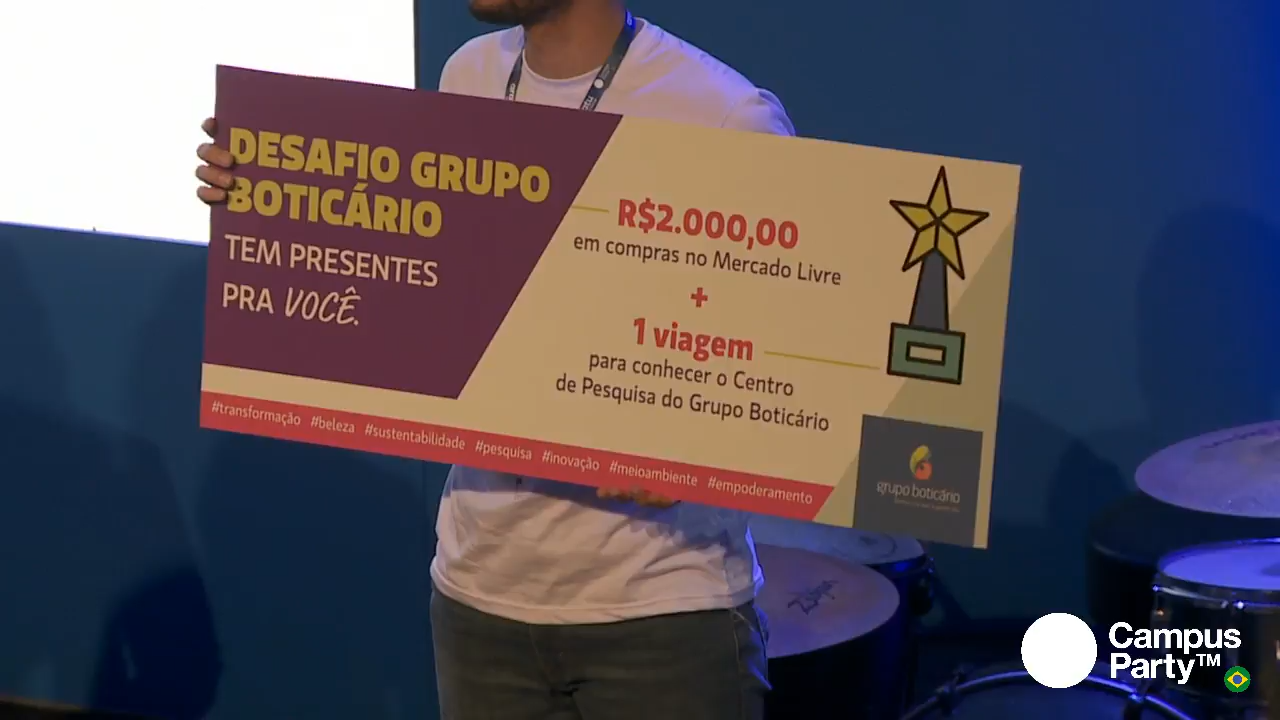 DESAFIO GRUPO
BOTICÁRIO
TEM PRESENTES
PRA VOCÊ.
R$2.000,00
em compras no Mercado Livre
+
1 viagem
para conhecer o Centro
de Pesquisa do Grupo Boticário
#transformação #beleza #sustentabilidade #pesquisa #inovação #meioambiente #empoderamento
grupo boticário
Zildjian
Campus
Party™